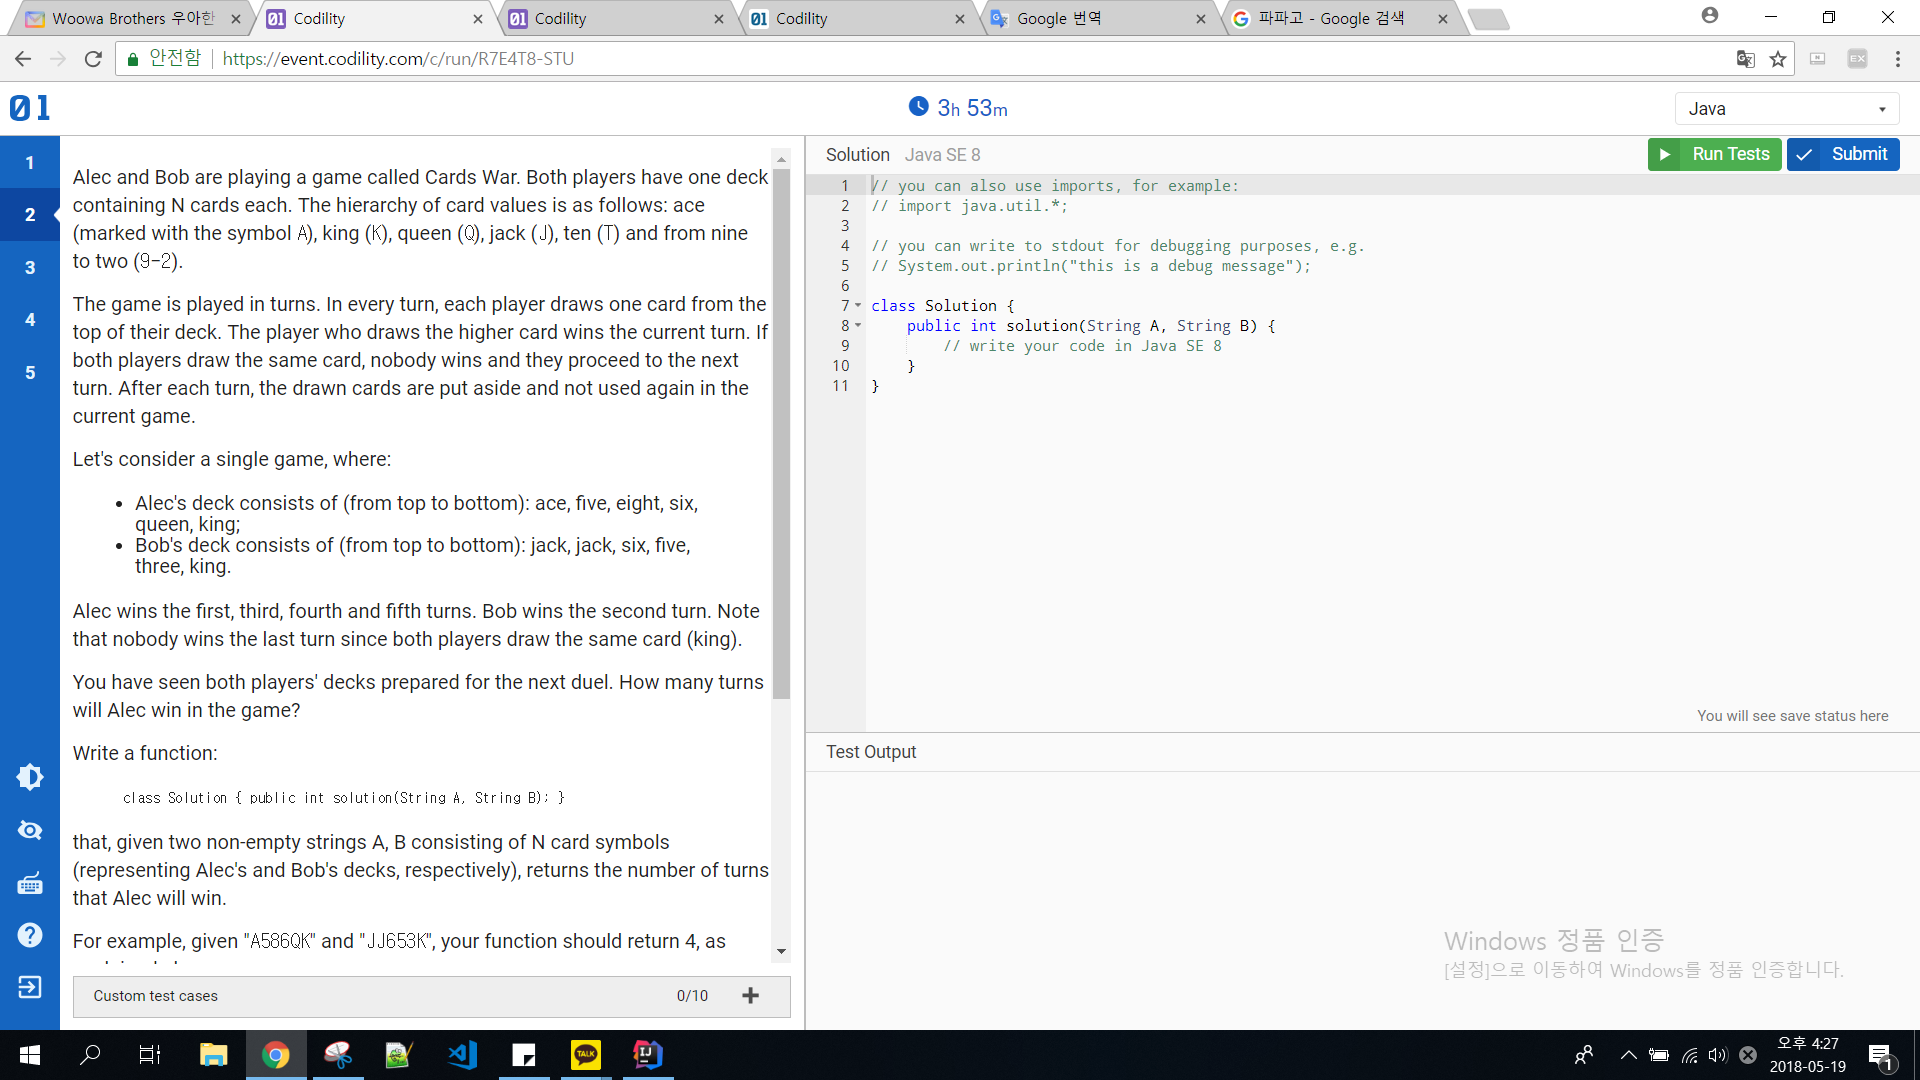 Woowa Brothers 우아한
Codility
Codility
Codility
Google 번역
파파고 - Google 검색
안전함
https://event.codility.com/c/run/R7E4T8-STU
EX
01
3h 53m
Java
1
2
3
4
5
Alec and Bob are playing a game called Cards War. Both players have one deck
containing N cards each. The hierarchy of card values is as follows: ace
(marked with the symbol A), king (K), queen (Q), jack (J), ten (T) and from nine
to two (9-2).
The game is played in turns. In every turn, each player draws one card from the
top of their deck. The player who draws the higher card wins the current turn. If
both players draw the same card, nobody wins and they proceed to the next
turn. After each turn, the drawn cards are put aside and not used again in the
current game.
Let's consider a single game, where:
• Alec's deck consists of (from top to bottom): ace, five, eight, six,
queen, king;
• Bob's deck consists of (from top to bottom): jack, jack, six, five,
three, king.
Alec wins the first, third, fourth and fifth turns. Bob wins the second turn. Note
that nobody wins the last turn since both players draw the same card (king).
You have seen both players' decks prepared for the next duel. How many turns
will Alec win in the game?
Write a function:
class Solution { public int solution(String A, String B); }
that, given two non-empty strings A, B consisting of N card symbols
(representing Alec's and Bob's decks, respectively), returns the number of turns
that Alec will win.
For example, given "A586QK" and "JJ653K", your function should return 4, as
Custom test cases
0/10
Solution Java SE 8
Run Tests
Submit
1 // you can also use imports, for example:
2 // import java.util.*;
3
4 // you can write to stdout for debugging purposes, e.g.
5 // System.out.println("this is a debug message");
6
7 class Solution {
8 public int solution(String A, String B) {
9 // write your code in Java SE 8
10 }
11 }
You will see save status here
Test Output
Windows 정품 인증
[설정]으로 이동하여 Windows를 정품 인증합니다.
TALK
IJ
오후 4:27
2018-05-19
1